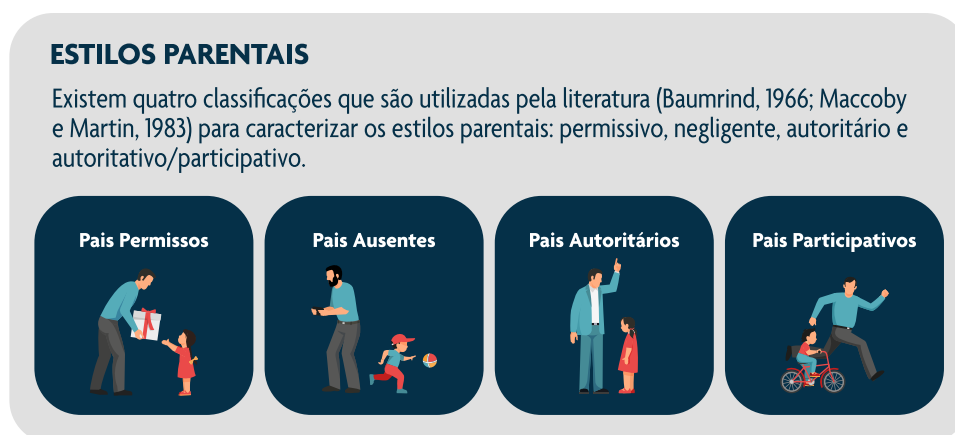 ESTILOS PARENTAIS
Existem quatro classificações que são utilizadas pela literatura (Baumrind, 1966; Maccoby
e Martin, 1983) para caracterizar os estilos parentais: permissivo, negligente, autoritário e
autoritativo/participativo.
Pais Permissos
Pais Ausentes
Pais Autoritários
Pais Participativos